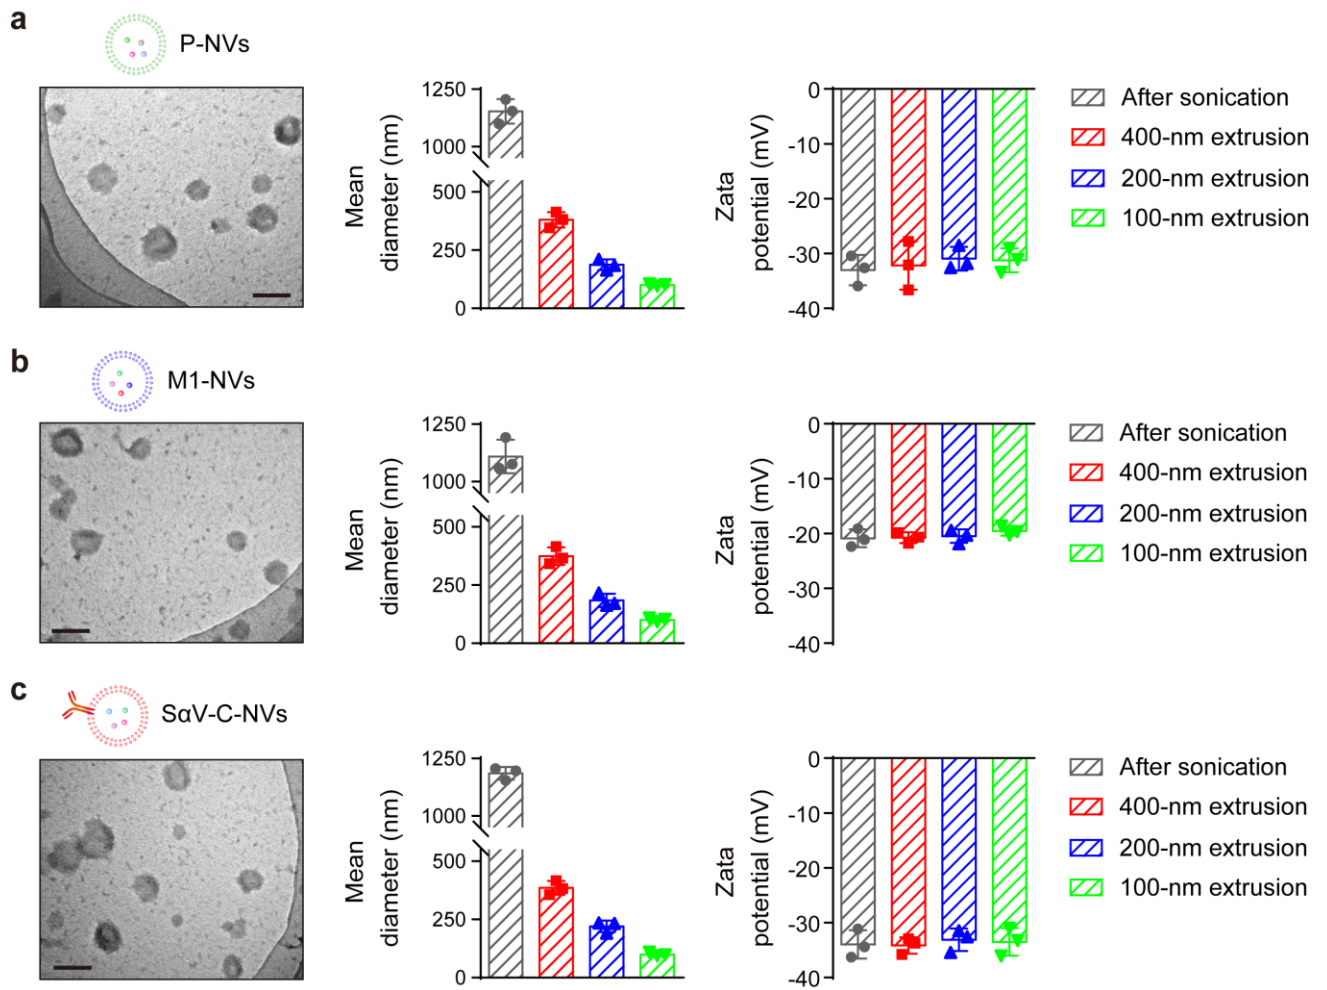 a
P-NVs
Mean
diameter (nm)
1250
1000
500
250
0
Zata
potential (mV)
0
-10
-20
-30
-40
After sonication
400-nm extrusion
200-nm extrusion
100-nm extrusion
b
M1-NVs
Mean
diameter (nm)
1250
1000
500
250
0
Zata
potential (mV)
0
-10
-20
-30
-40
After sonication
400-nm extrusion
200-nm extrusion
100-nm extrusion
c
SαV-C-NVs
Mean
diameter (nm)
1250
1000
500
250
0
Zata
potential (mV)
0
-10
-20
-30
-40
After sonication
400-nm extrusion
200-nm extrusion
100-nm extrusion